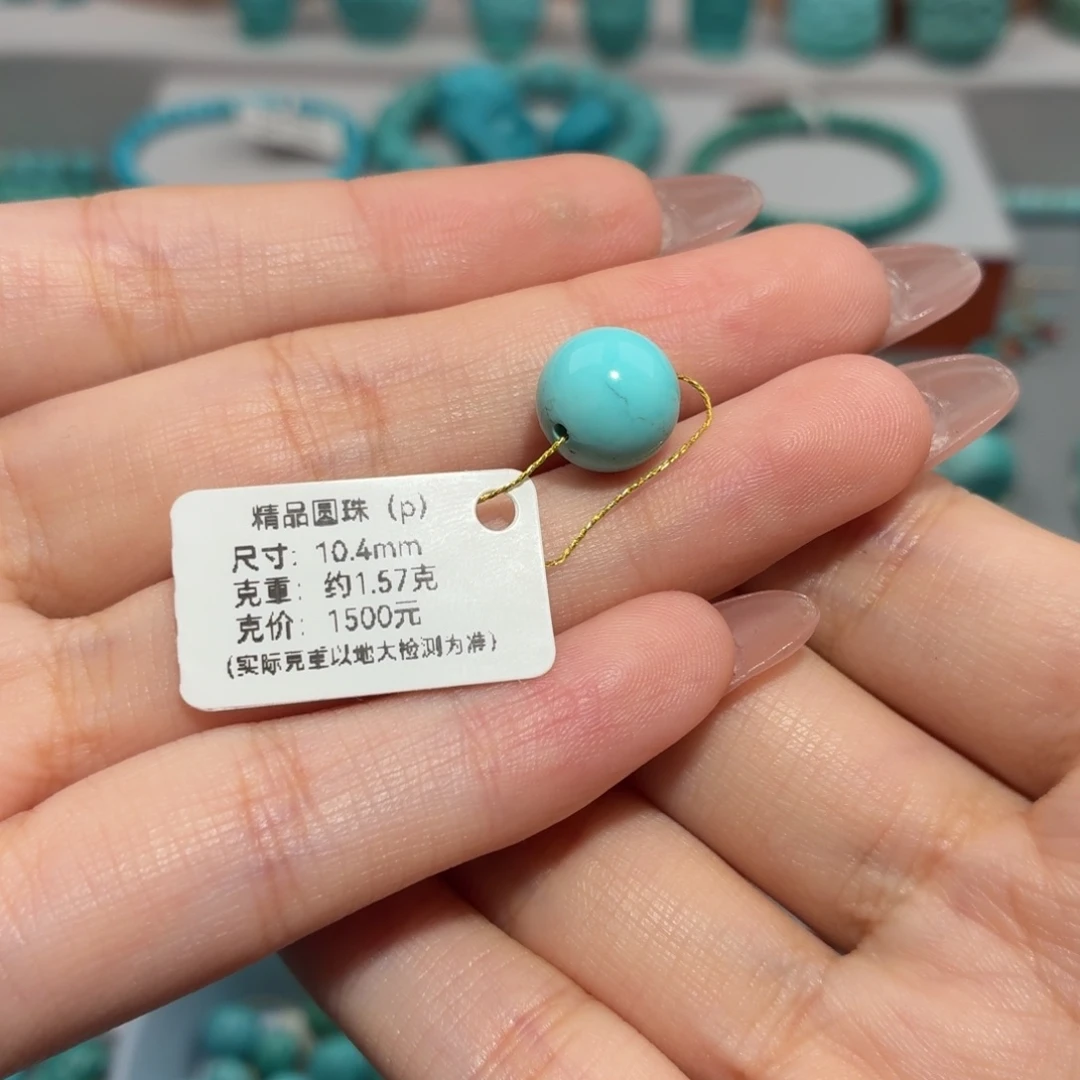 精品圆珠 (p)
尺寸: 10.4mm
克重: 约1.57克
克价: 1500元
(实际克重以地大检测为准)